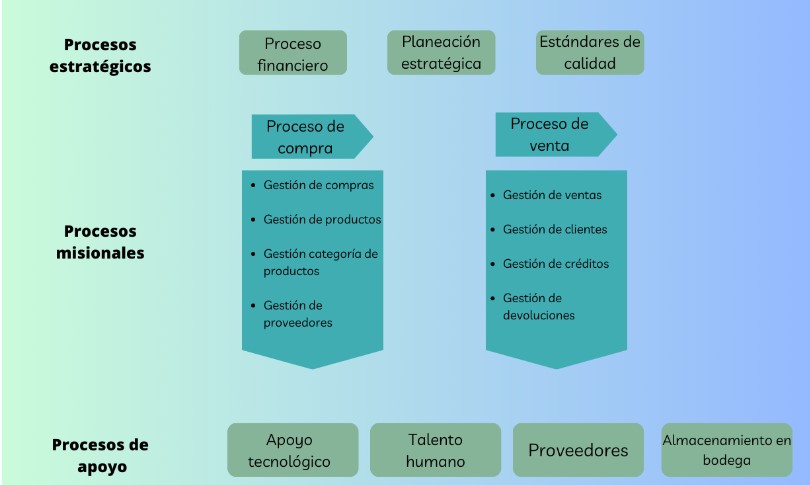 Procesos
estratégicos
Proceso
financiero
Planeación
estratégica
Estándares de
calidad
Procesos
misionales
Proceso de
compra
• Gestión de compras
• Gestión de productos
• Gestión categoría de
productos
• Gestión de
proveedores
Proceso de
venta
• Gestión de ventas
• Gestión de clientes
• Gestión de créditos
• Gestión de
devoluciones
Procesos de
apoyo
Apoyo
tecnológico
Talento
humano
Proveedores
Almacenamiento en
bodega